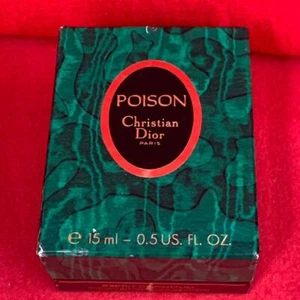 POISON
Christian
Dior
PARIS
℮ 15 ml – 0.5 US. FL. OZ.